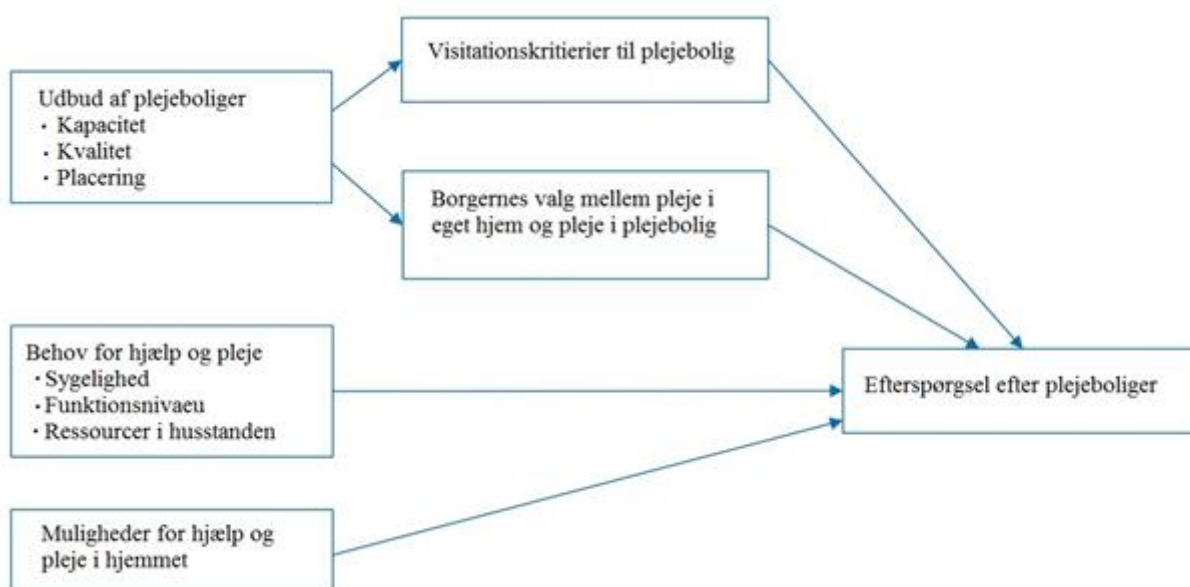 Udbud af plejeboliger
· Kapacitet
· Kvalitet
· Placering
Visitationskritierier til plejebolig
Borgernes valg mellem pleje i
eget hjem og pleje i plejebolig
Behov for hjælp og pleje
· Sygelighed
· Funktionsnivaeu
· Ressourcer i husstanden
Muligheder for hjælp og
pleje i hjemmet
Efterspørgsel efter plejeboliger